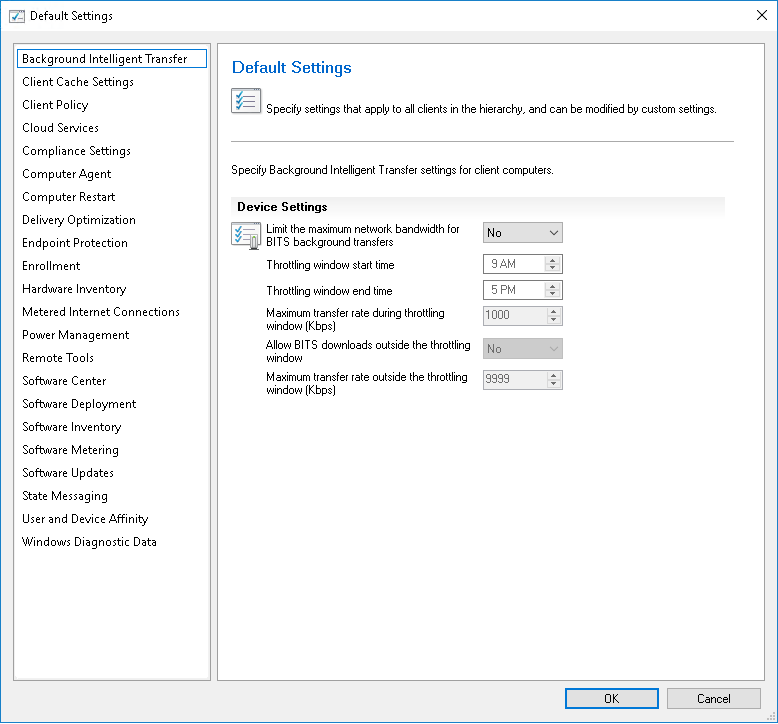 Default Settings
Background Intelligent Transfer
Client Cache Settings
Client Policy
Cloud Services
Compliance Settings
Computer Agent
Computer Restart
Delivery Optimization
Endpoint Protection
Enrollment
Hardware Inventory
Metered Internet Connections
Power Management
Remote Tools
Software Center
Software Deployment
Software Inventory
Software Metering
Software Updates
State Messaging
User and Device Affinity
Windows Diagnostic Data
Default Settings
Specify settings that apply to all clients in the hierarchy, and can be modified by custom settings.
Specify Background Intelligent Transfer settings for client computers.
Device Settings
Limit the maximum network bandwidth for
BITS background transfers
No
Throttling window start time
9 AM
Throttling window end time
5 PM
Maximum transfer rate during throttling
window (Kbps)
1000
Allow BITS downloads outside the throttling
window
No
Maximum transfer rate outside the throttling
window (Kbps)
9999
OK
Cancel